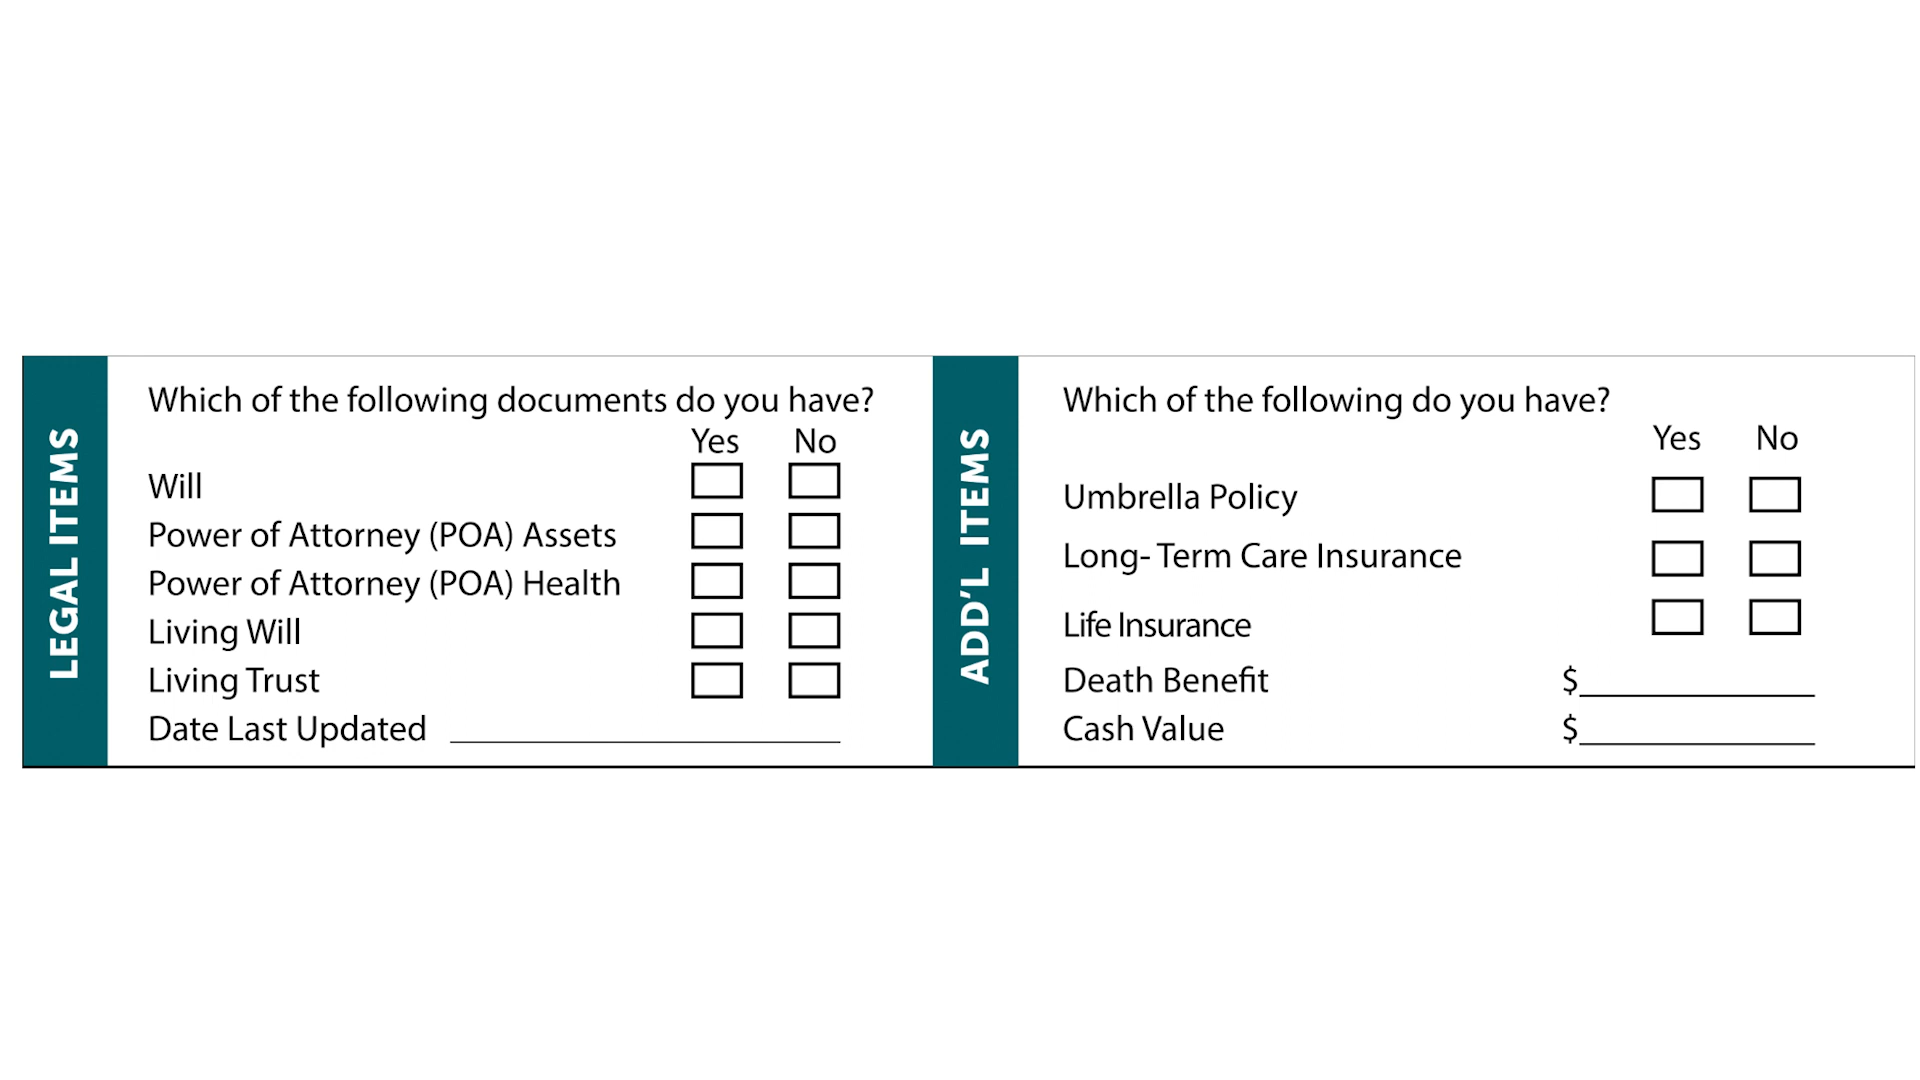 LEGAL ITEMS
Which of the following documents do you have?
Yes No
Will
Power of Attorney (POA) Assets
Power of Attorney (POA) Health
Living Will
Living Trust
Date Last Updated
ADD'L ITEMS
Which of the following do you have?
Yes No
Umbrella Policy
Long- Term Care Insurance
Life Insurance
Death Benefit $
Cash Value $